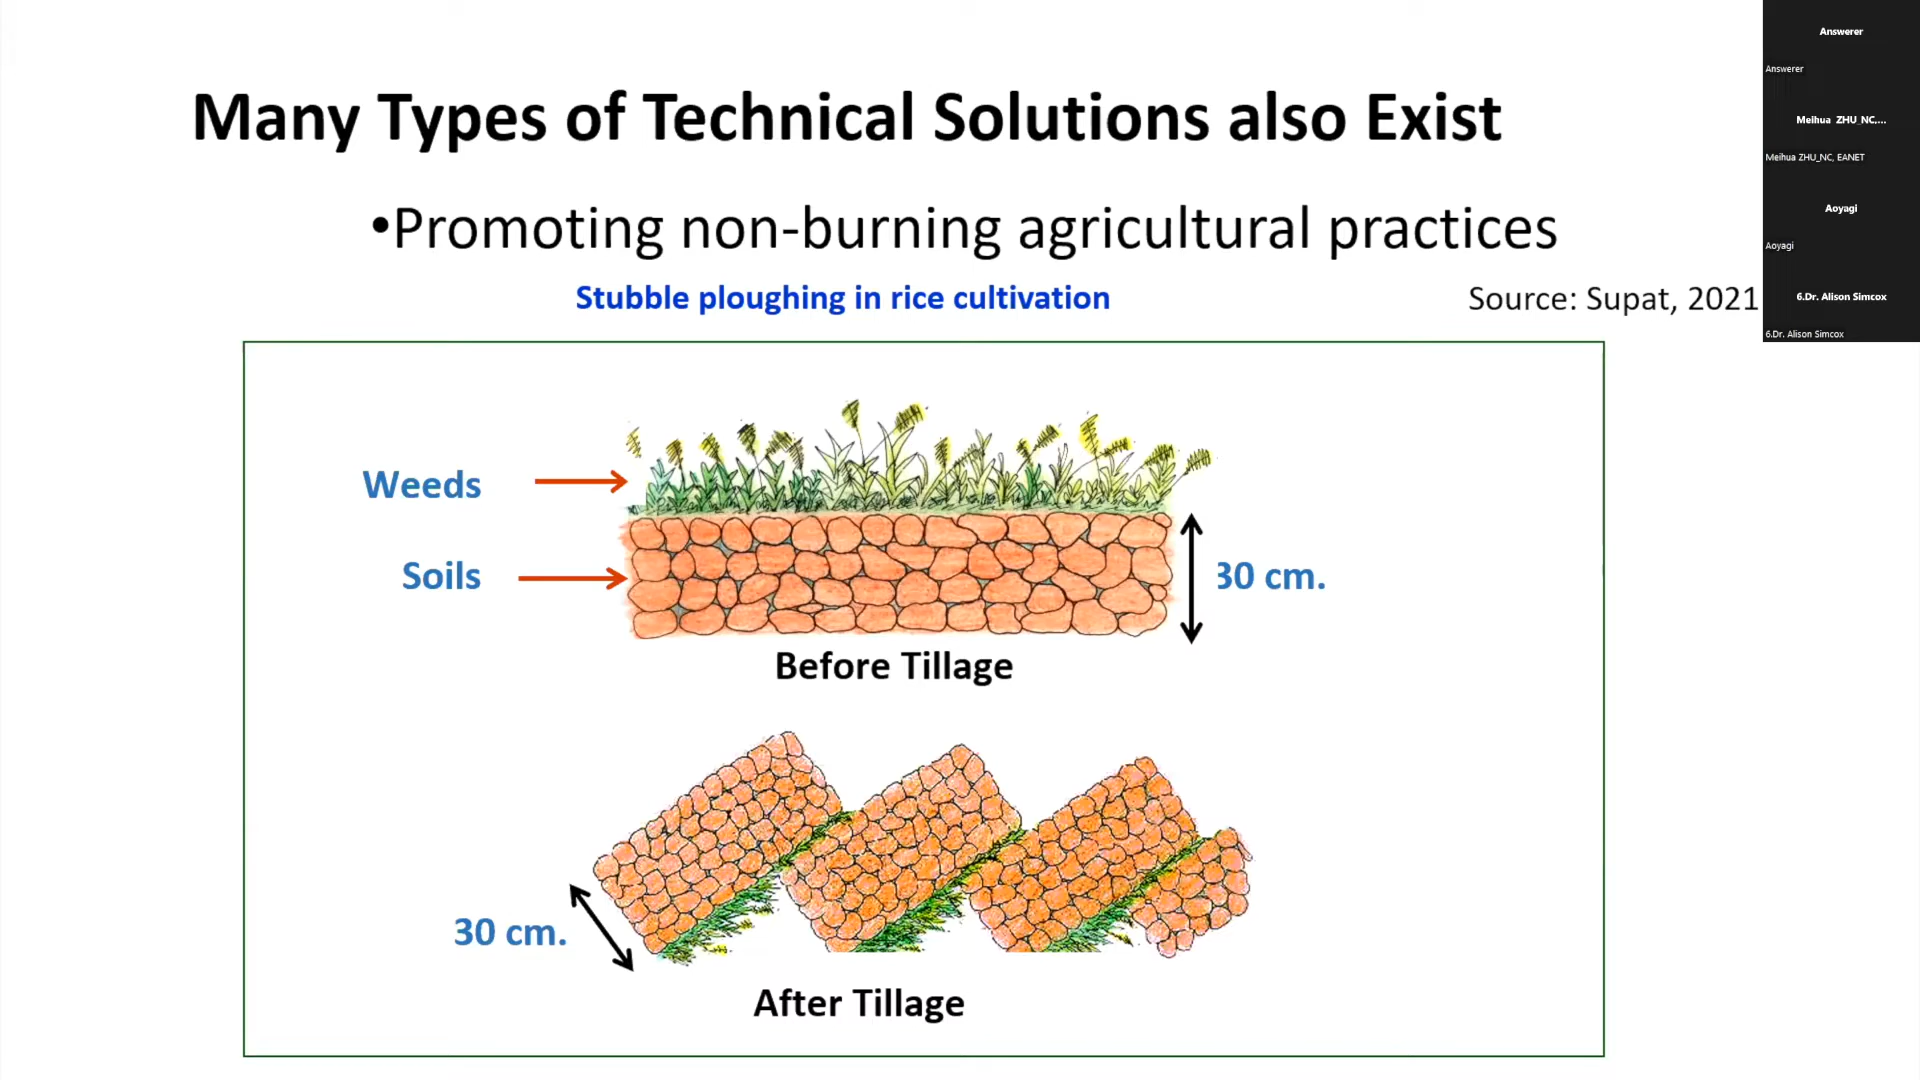 Many Types of Technical Solutions also Exist
•Promoting non-burning agricultural practices
Stubble ploughing in rice cultivation
Source: Supat, 2021
Weeds
Soils
30 cm.
Before Tillage
30 cm.
After Tillage
Answerer
Answerer
Meihua ZHU_NC,...
Meihua ZHU_NC, EANET
Aoyagi
Aoyagi
6.Dr. Alison Simcox
6.Dr. Alison Simcox